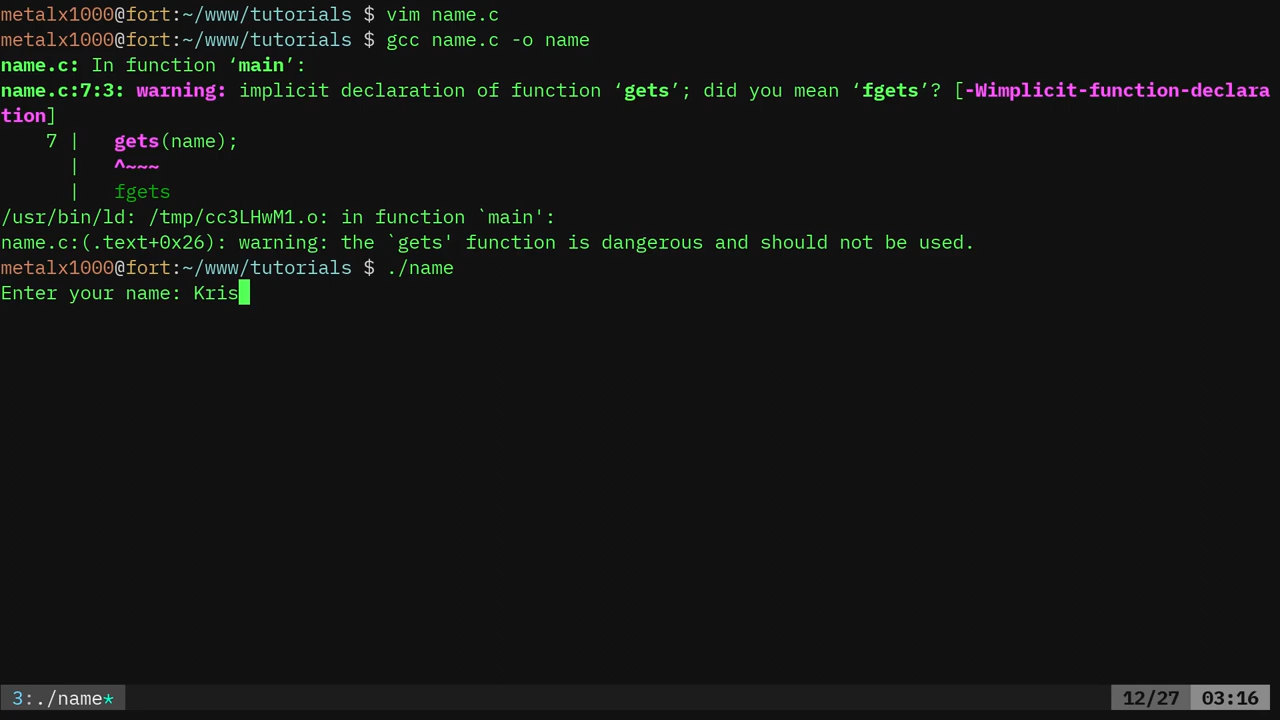 metalx1000@fort:~/www/tutorials $ vim name.c
metalx1000@fort:~/www/tutorials $ gcc name.c -o name
name.c: In function ‘main’:
name.c:7:3: warning: implicit declaration of function ‘gets’; did you mean ‘fgets’? [-Wimplicit-function-declara
tion]
    7 |   gets(name);
      |   ^~~~
      |   fgets
/usr/bin/ld: /tmp/cc3LHwM1.o: in function `main':
name.c:(.text+0x26): warning: the `gets' function is dangerous and should not be used.
metalx1000@fort:~/www/tutorials $ ./name
Enter your name: Kris
3:./name* 12/27 03:16